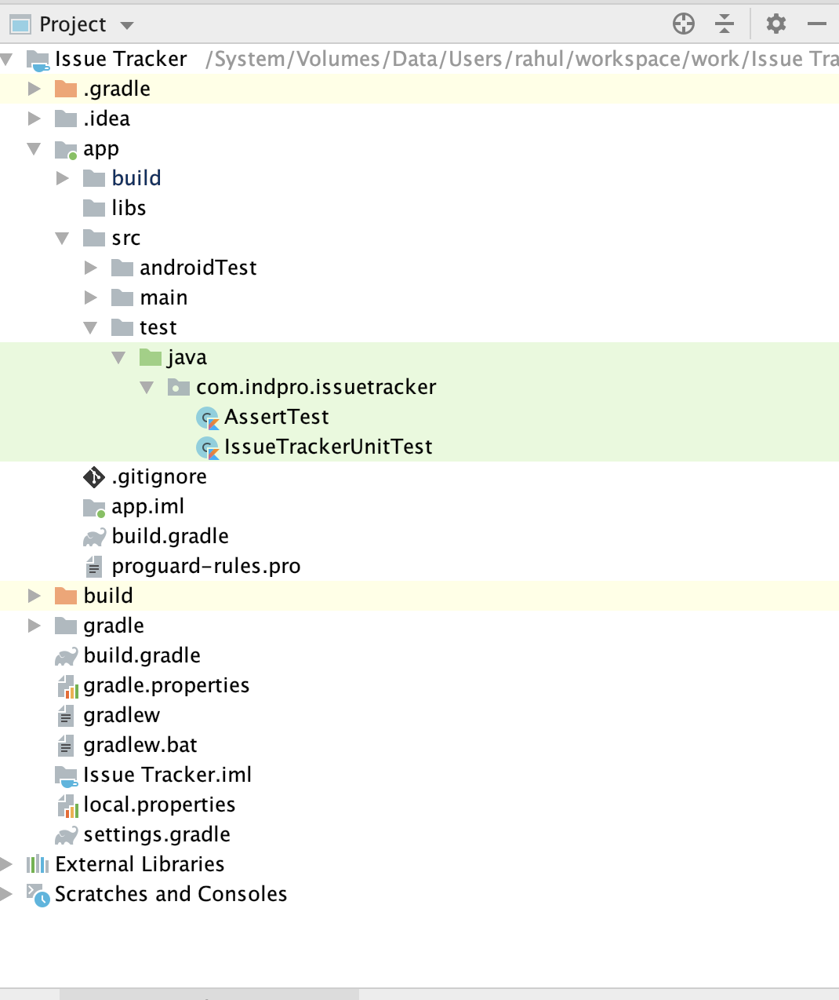 Project
Issue Tracker /System/Volumes/Data/Users/rahul/workspace/work/Issue Tra
.gradle
.idea
app
build
libs
src
androidTest
main
test
java
com.indpro.issuetracker
AssertTest
IssueTrackerUnitTest
.gitignore
app.iml
build.gradle
proguard-rules.pro
build
gradle
build.gradle
gradle.properties
gradlew
gradlew.bat
Issue Tracker.iml
local.properties
settings.gradle
External Libraries
Scratches and Consoles